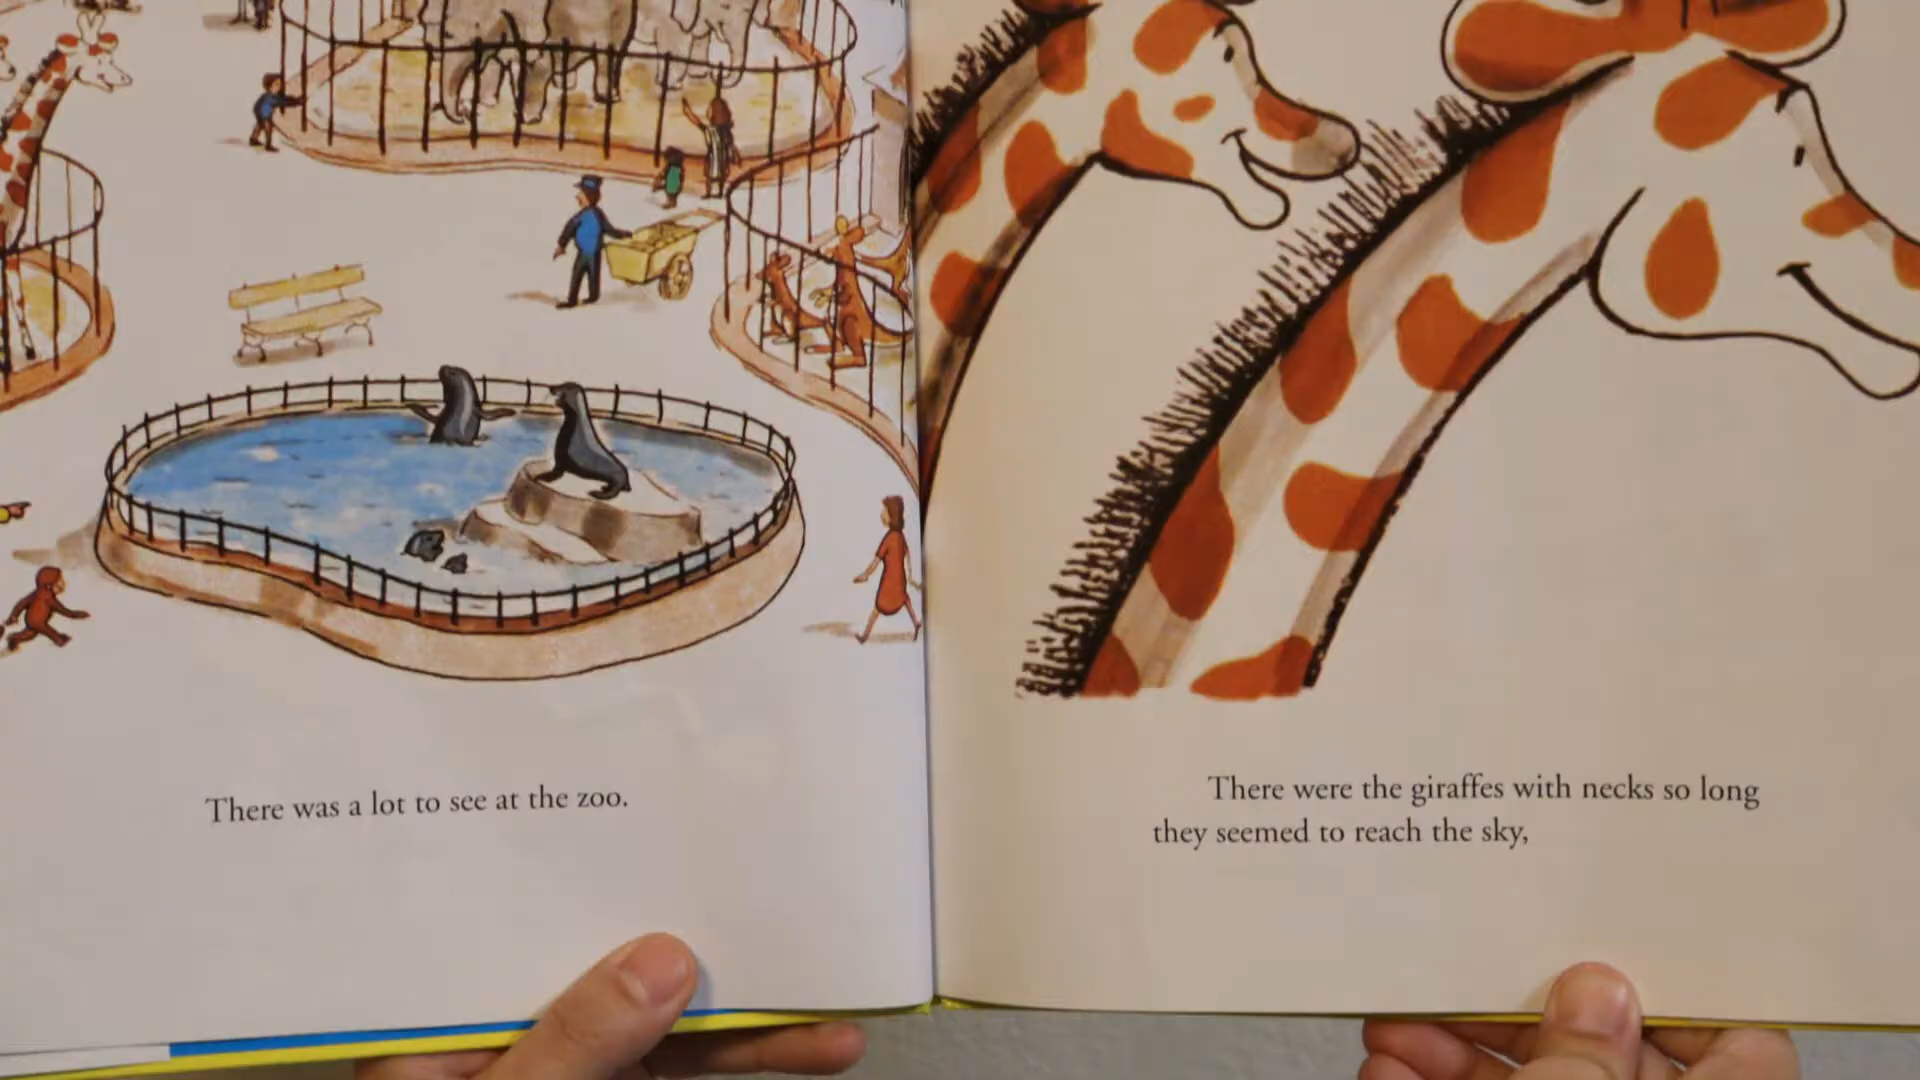 There was a lot to see at the zoo.
There were the giraffes with necks so long
they seemed to reach the sky,